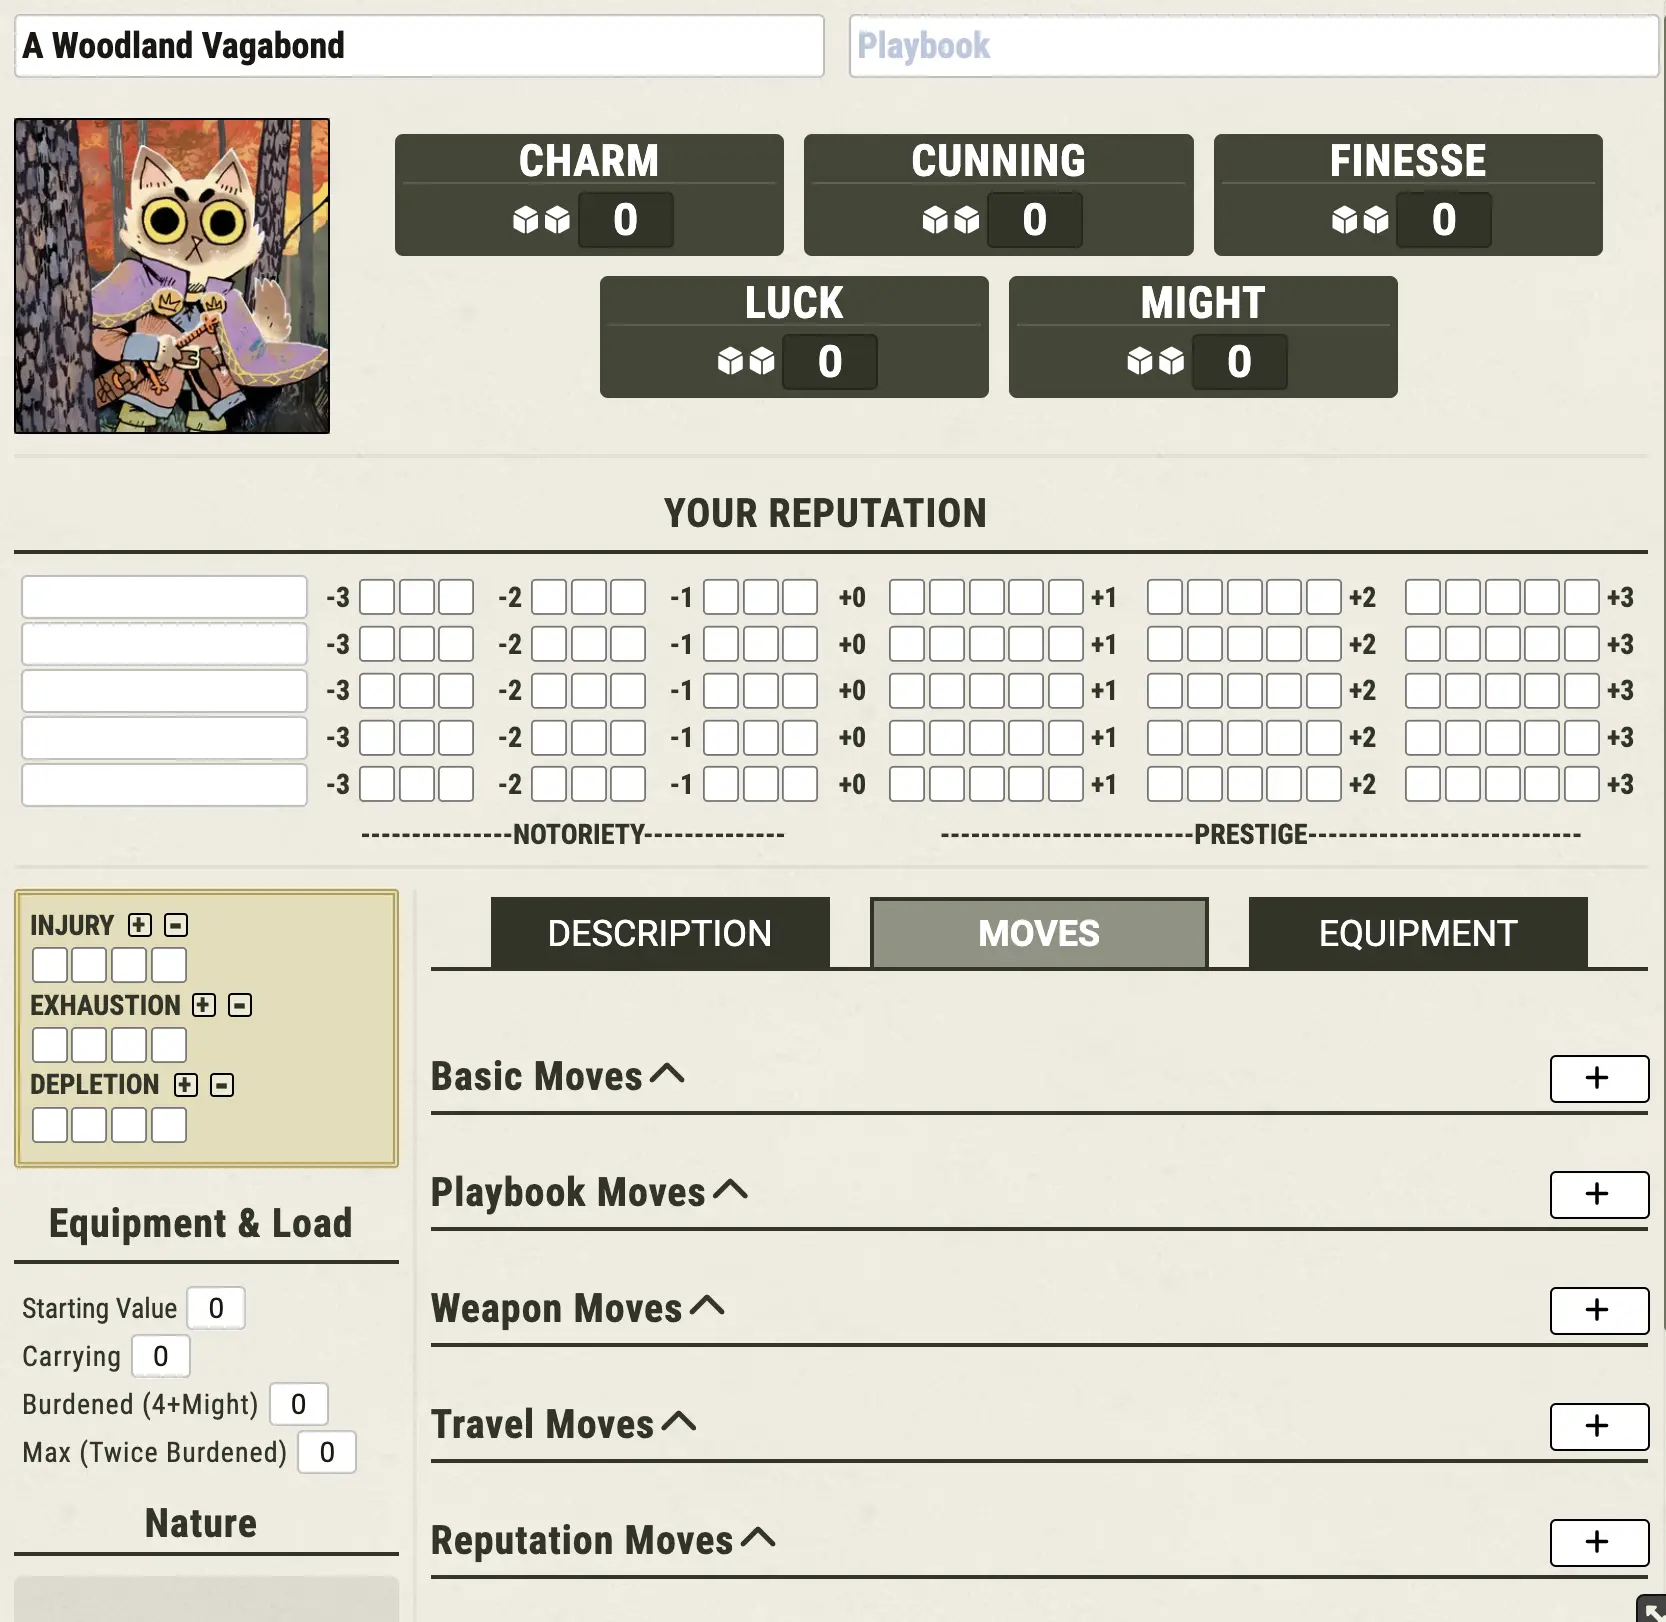 A Woodland Vagabond
Playbook
CHARM
0
CUNNING
0
FINESSE
0
LUCK
0
MIGHT
0
YOUR REPUTATION
-3 -2 -1 +0 +1 +2 +3
-3 -2 -1 +0 +1 +2 +3
-3 -2 -1 +0 +1 +2 +3
-3 -2 -1 +0 +1 +2 +3
-3 -2 -1 +0 +1 +2 +3
---------------NOTORIETY--------------
-------------------------PRESTIGE---------------------------
INJURY + -
EXHAUSTION + -
DEPLETION + -
Equipment & Load
Starting Value 0
Carrying 0
Burdened (4+Might) 0
Max (Twice Burdened) 0
Nature
DESCRIPTION
MOVES
EQUIPMENT
Basic Moves +
Playbook Moves +
Weapon Moves +
Travel Moves +
Reputation Moves +